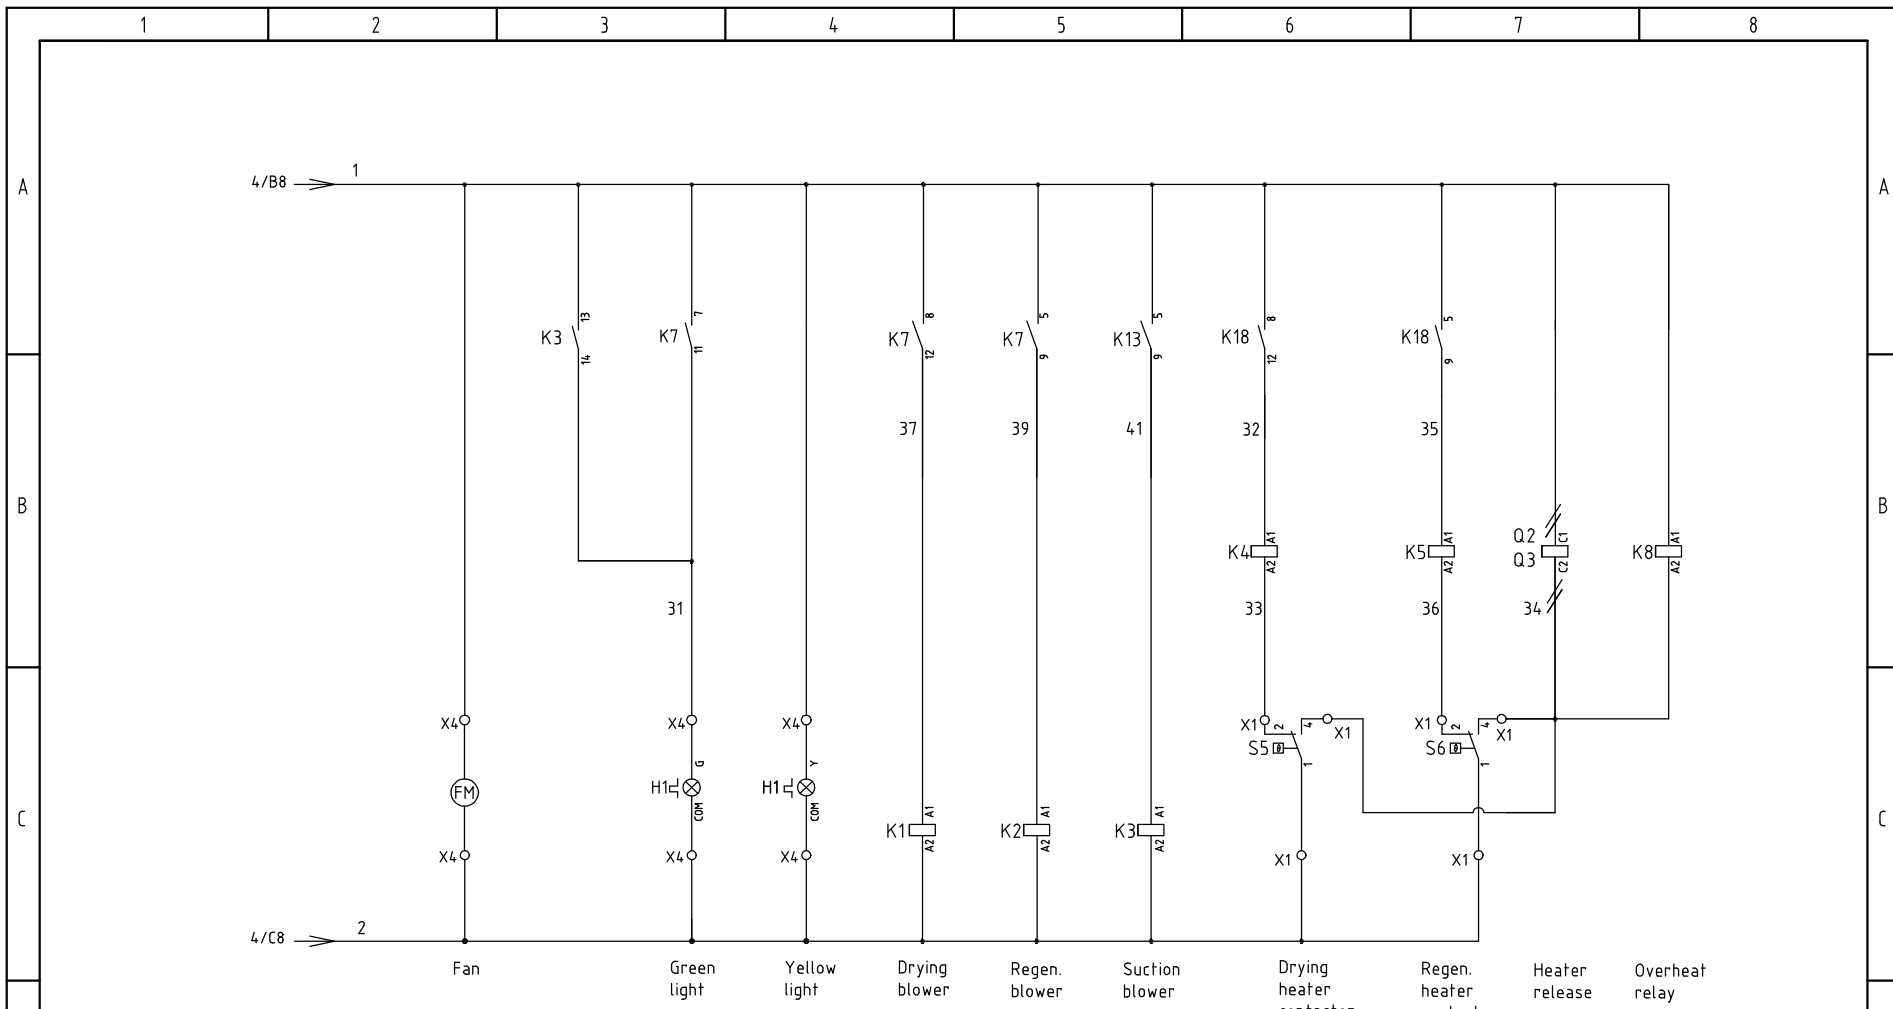 1 2 3 4 5 6 7 8
A A
4/B8 1
K3 13 14
K7 7 11
K7 8 12
K7 5 9
K13 5 9
K18 8 12
K18 5 9
37 39 41 32 35
B B
Q2
K4 A1 A2
K5 A1 A2
Q3 C1 C2
K8 A1 A2
31 33 36 34
X4 X4 X4 X1 2 4 X1 X1 2 4 X1
S5 1 S6 1
FM
H1 G COM
H1 Y COM
C C
K1 A1 A2
K2 A1 A2
K3 A1 A2
X4 X4 X4 X1 X1
4/C8 2
Fan
Green
light
Yellow
light
Drying
blower
Regen.
blower
Suction
blower
Drying
heater
Regen.
heater
Heater
release
Overheat
relay